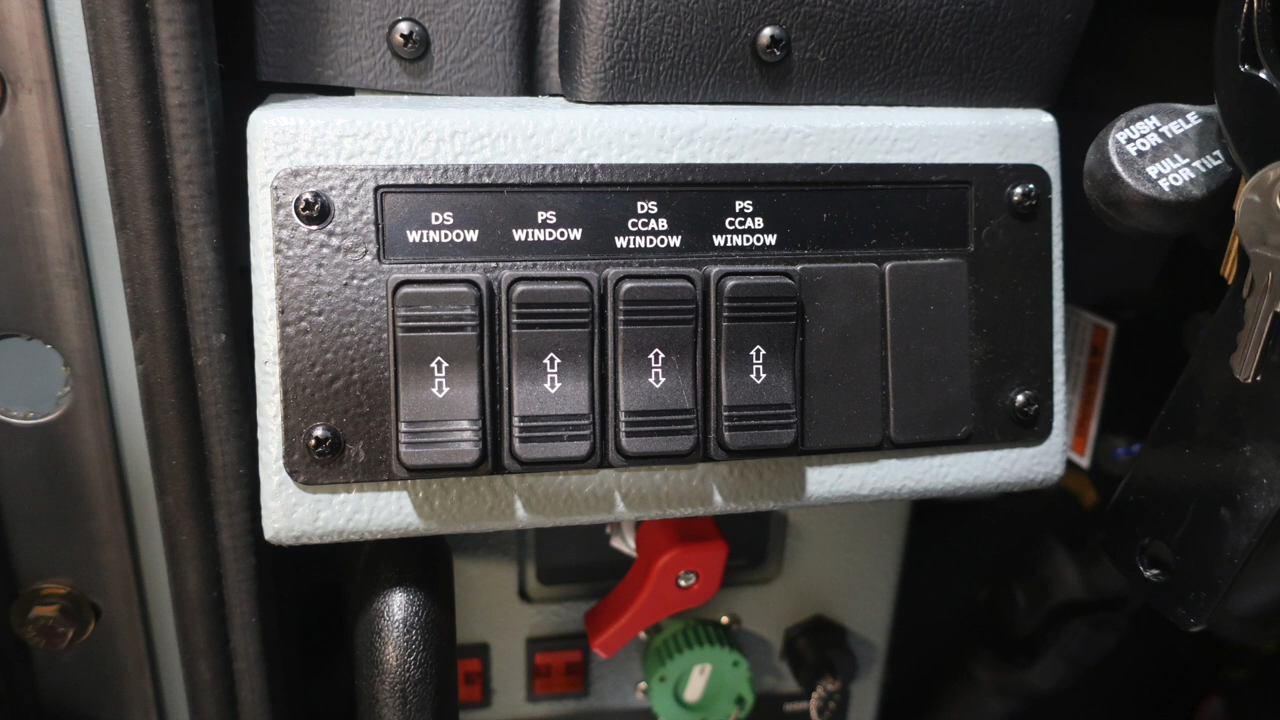 DS
WINDOW
PS
WINDOW
DS
CCAB
WINDOW
PS
CCAB
WINDOW
PUSH
FOR TELE
PULL
FOR TILT